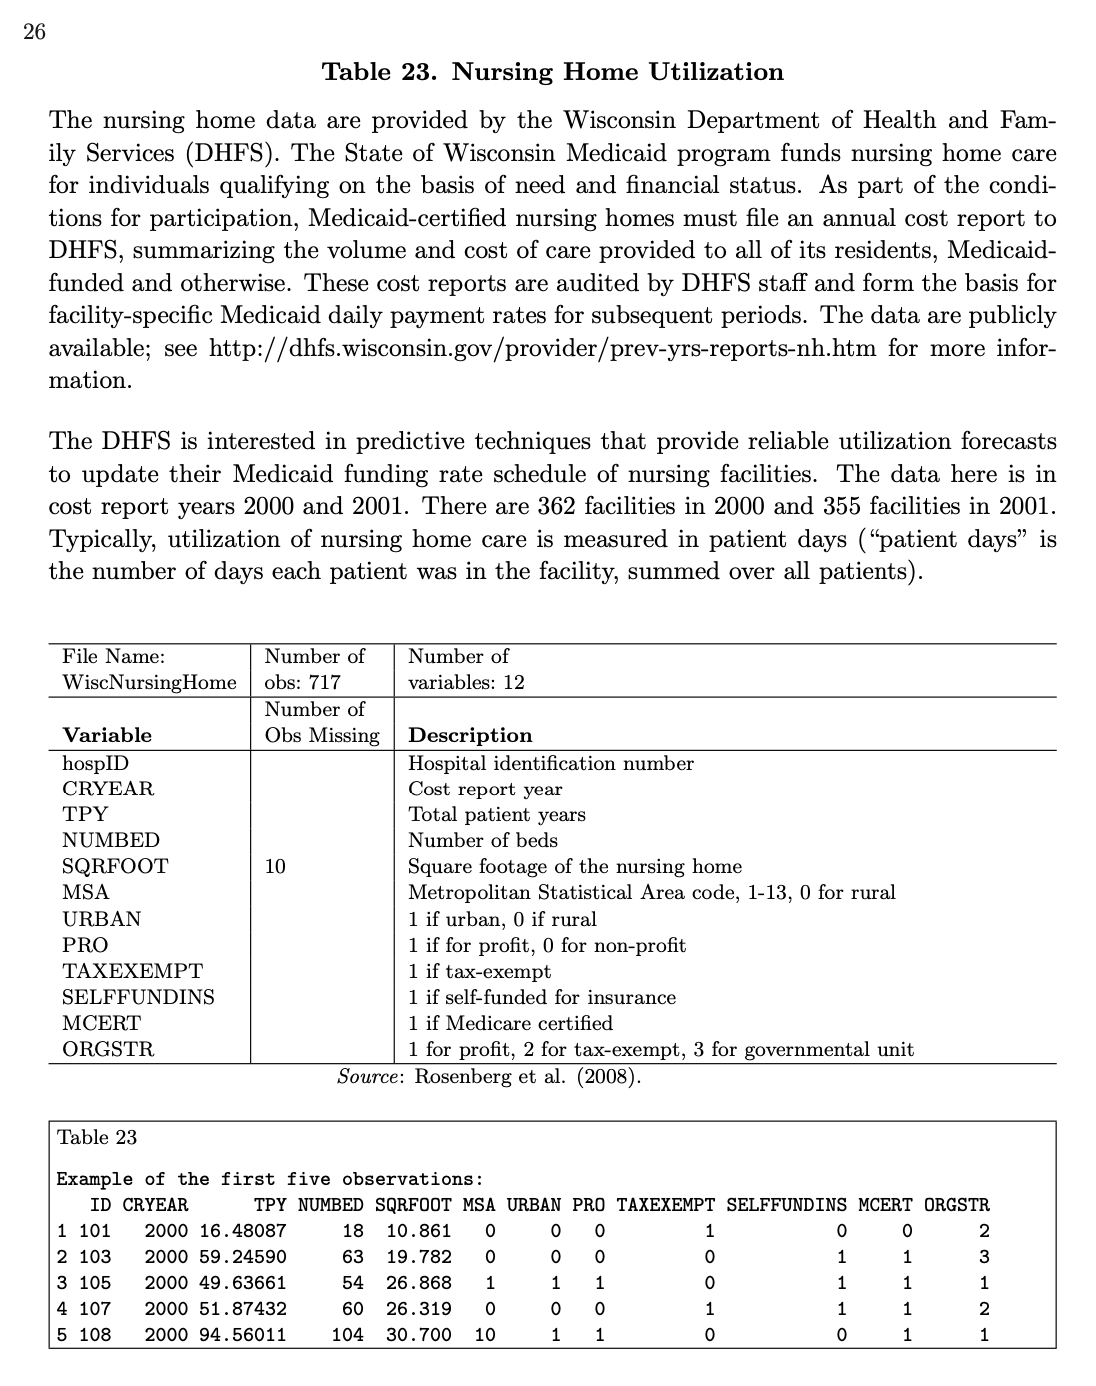 26
Table 23. Nursing Home Utilization
The nursing home data are provided by the Wisconsin Department of Health and Fam-
ily Services (DHFS). The State of Wisconsin Medicaid program funds nursing home care
for individuals qualifying on the basis of need and financial status. As part of the condi-
tions for participation, Medicaid-certified nursing homes must file an annual cost report to
DHFS, summarizing the volume and cost of care provided to all of its residents, Medicaid-
funded and otherwise. These cost reports are audited by DHFS staff and form the basis for
facility-specific Medicaid daily payment rates for subsequent periods. The data are publicly
available; see http://dhfs.wisconsin.gov/provider/prev-yrs-reports-nh.htm for more infor-
mation.
The DHFS is interested in predictive techniques that provide reliable utilization forecasts
to update their Medicaid funding rate schedule of nursing facilities. The data here is in
cost report years 2000 and 2001. There are 362 facilities in 2000 and 355 facilities in 2001.
Typically, utilization of nursing home care is measured in patient days (“patient days” is
the number of days each patient was in the facility, summed over all patients).
File Name: Number of Number of
WiscNursingHome obs: 717 variables: 12
Number of
Variable Obs Missing Description
hospID Hospital identification number
CRYEAR Cost report year
TPY Total patient years
NUMBED Number of beds
SQRFOOT 10 Square footage of the nursing home
MSA Metropolitan Statistical Area code, 1-13, 0 for rural
URBAN 1 if urban, 0 if rural
PRO 1 if for profit, 0 for non-profit
TAXEXEMPT 1 if tax-exempt
SELFFUNDINS 1 if self-funded for insurance
MCERT 1 if Medicare certified
ORGSTR 1 for profit, 2 for tax-exempt, 3 for governmental unit
Source: Rosenberg et al. (2008).
Table 23
Example of the first five observations:
ID CRYEAR TPY NUMBED SQRFOOT MSA URBAN PRO TAXEXEMPT SELFFUNDINS MCERT ORGSTR
1 101 2000 16.48087 18 10.861 0 0 0 1 0 0 2
2 103 2000 59.24590 63 19.782 0 0 0 0 1 1 3
3 105 2000 49.63661 54 26.868 1 1 1 0 1 1 1
4 107 2000 51.87432 60 26.319 0 0 0 1 1 1 2
5 108 2000 94.56011 104 30.700 10 1 1 0 0 1 1